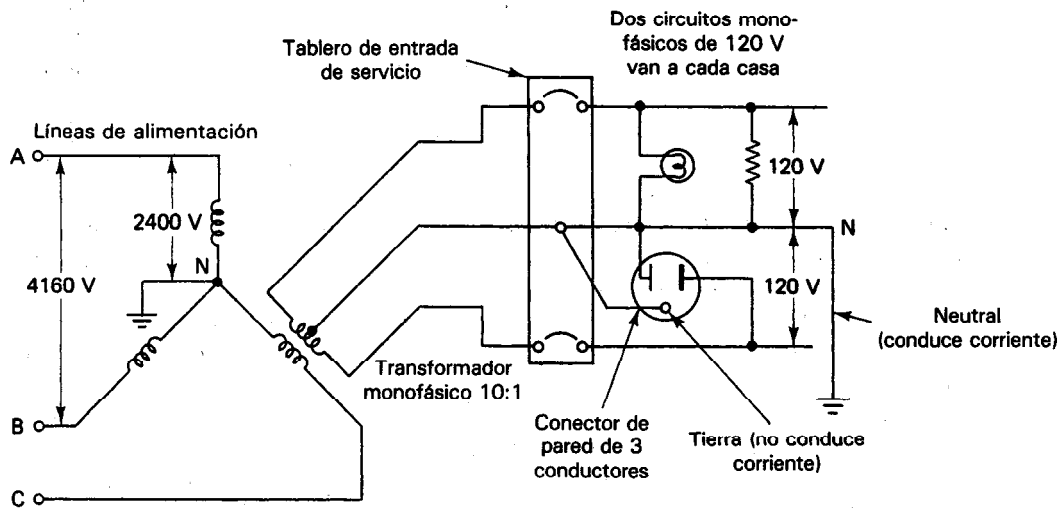 Dos circuitos mono-
fásicos de 120 V
van a cada casa
Tablero de entrada
de servicio
Líneas de alimentación
A
2400 V
N
4160 V
B
C
Transformador
monofásico 10:1
120 V
N
120 V
Neutral
(conduce corriente)
Conector de
pared de 3
conductores
Tierra (no conduce
corriente)